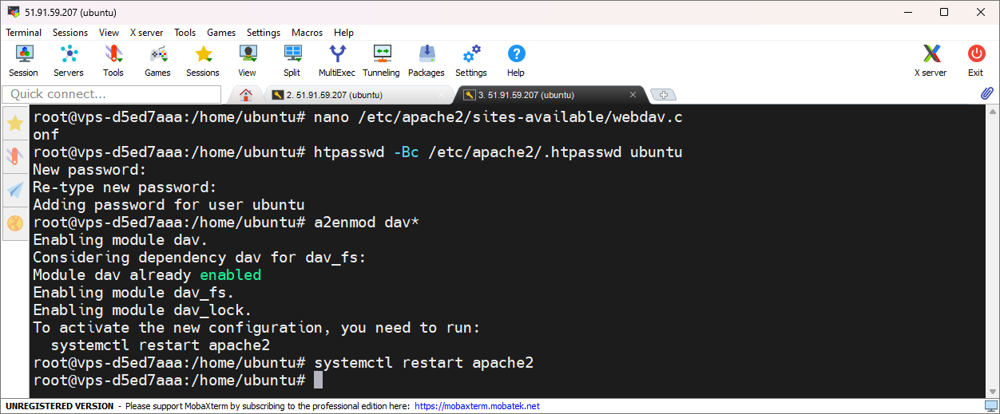 51.91.59.207 (ubuntu)
Terminal Sessions View X server Tools Games Settings Macros Help
Session Servers Tools Games Sessions View Split MultiExec Tunneling Packages Settings Help X server Exit
Quick connect... 2. 51.91.59.207 (ubuntu) 3. 51.91.59.207 (ubuntu)
root@vps-d5ed7aaa:/home/ubuntu# nano /etc/apache2/sites-available/webdav.c
onf
root@vps-d5ed7aaa:/home/ubuntu# htpasswd -Bc /etc/apache2/.htpasswd ubuntu
New password:
Re-type new password:
Adding password for user ubuntu
root@vps-d5ed7aaa:/home/ubuntu# a2enmod dav*
Enabling module dav.
Considering dependency dav for dav_fs:
Module dav already enabled
Enabling module dav_fs.
Enabling module dav_lock.
To activate the new configuration, you need to run:
  systemctl restart apache2
root@vps-d5ed7aaa:/home/ubuntu# systemctl restart apache2
root@vps-d5ed7aaa:/home/ubuntu#
UNREGISTERED VERSION - Please support MobaXterm by subscribing to the professional edition here: https://mobaxterm.mobatek.net